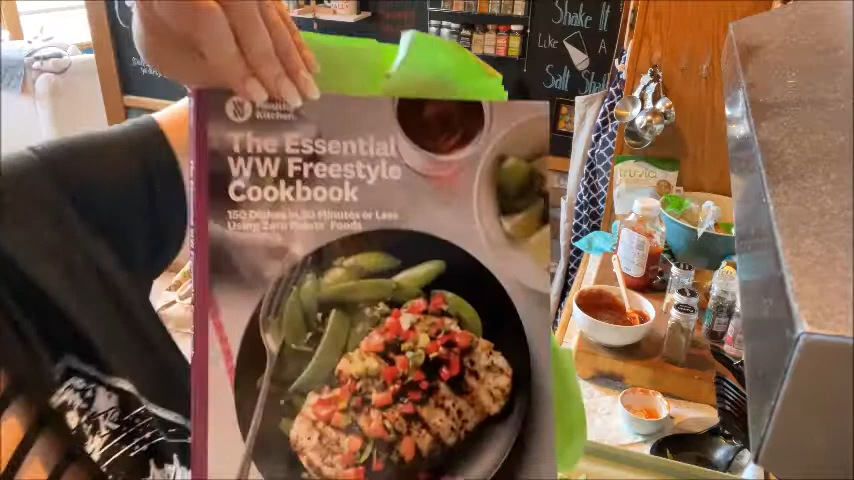 Healthy
Kitchen
The Essential
WW Freestyle
Cookbook
150 Dishes in 30 Minutes or Less
Using Zero Points Foods
Shake It
Like
A
Salt
Shaker
truvia